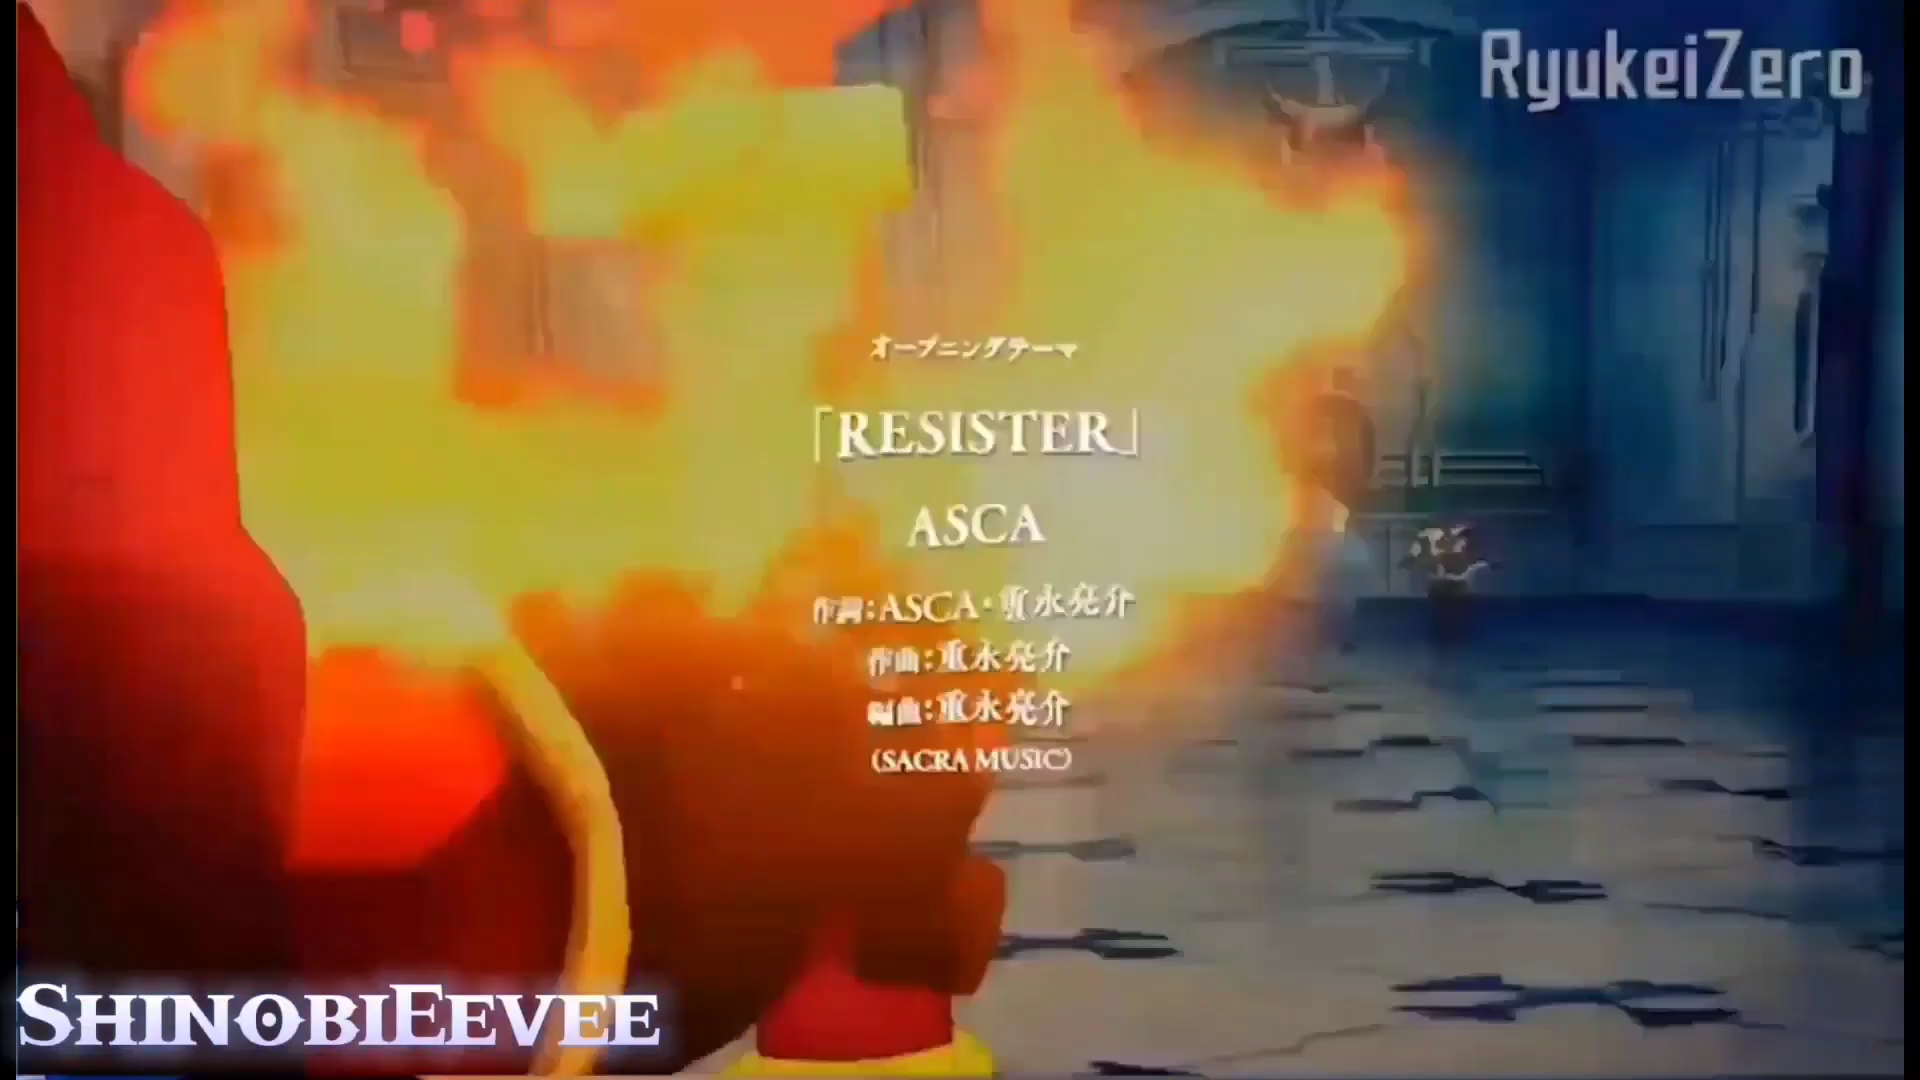 RyukeiZero
オープニングテーマ
「RESISTER」
ASCA
作詞:ASCA・重永亮介
作曲:重永亮介
編曲:重永亮介
(SACRA MUSIC)
SHINOBIEEVEE